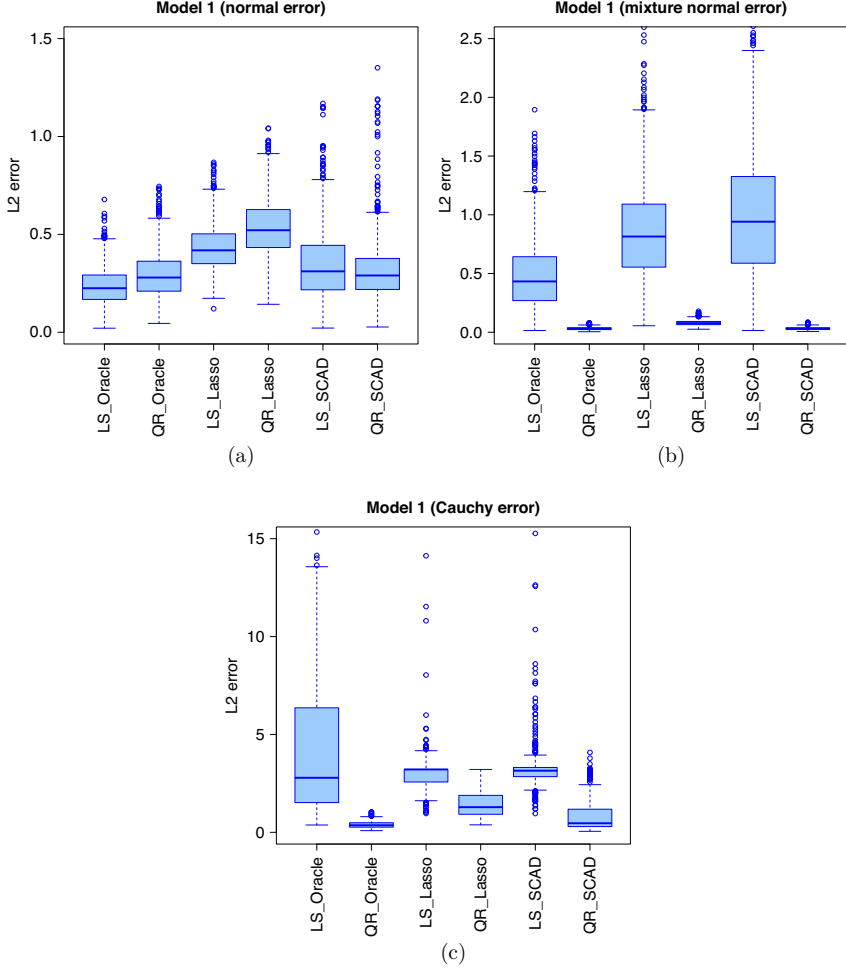 Model 1 (normal error)
L2 error
1.5
1.0
0.5
0.0
LS_Oracle
QR_Oracle
LS_Lasso
QR_Lasso
LS_SCAD
QR_SCAD
(a)
Model 1 (mixture normal error)
L2 error
2.5
2.0
1.5
1.0
0.5
0.0
LS_Oracle
QR_Oracle
LS_Lasso
QR_Lasso
LS_SCAD
QR_SCAD
(b)
Model 1 (Cauchy error)
L2 error
15
10
5
0
LS_Oracle
QR_Oracle
LS_Lasso
QR_Lasso
LS_SCAD
QR_SCAD
(c)